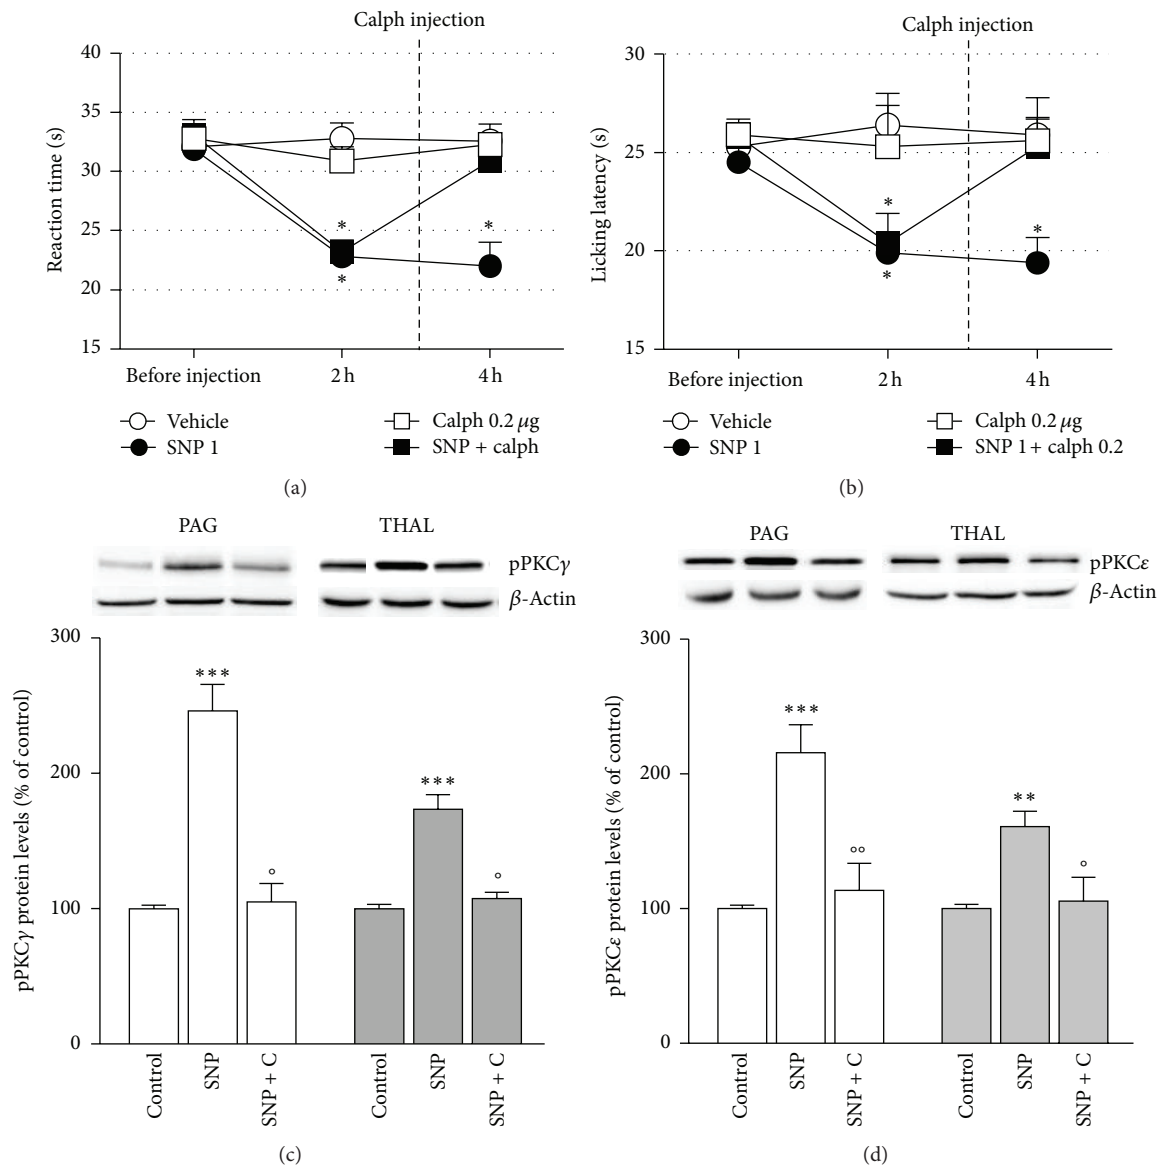 Calph injection
40
35
30
25
20
15
Reaction time (s)
*
*
*
Before injection
2 h
4 h
Vehicle
Calph 0.2 μg
SNP 1
SNP + calph
(a)
Calph injection
30
25
20
15
Licking latency (s)
*
*
*
Before injection
2 h
4 h
Vehicle
Calph 0.2 μg
SNP 1
SNP 1 + calph 0.2
(b)
PAG
THAL
pPKCγ
β-Actin
300
200
100
0
pPKCγ protein levels (% of control)
***
°
***
°
Control
SNP
SNP + C
Control
SNP
SNP + C
(c)
PAG
THAL
pPKCε
β-Actin
300
200
100
0
pPKCε protein levels (% of control)
***
°°
**
°
Control
SNP
SNP + C
Control
SNP
SNP + C
(d)